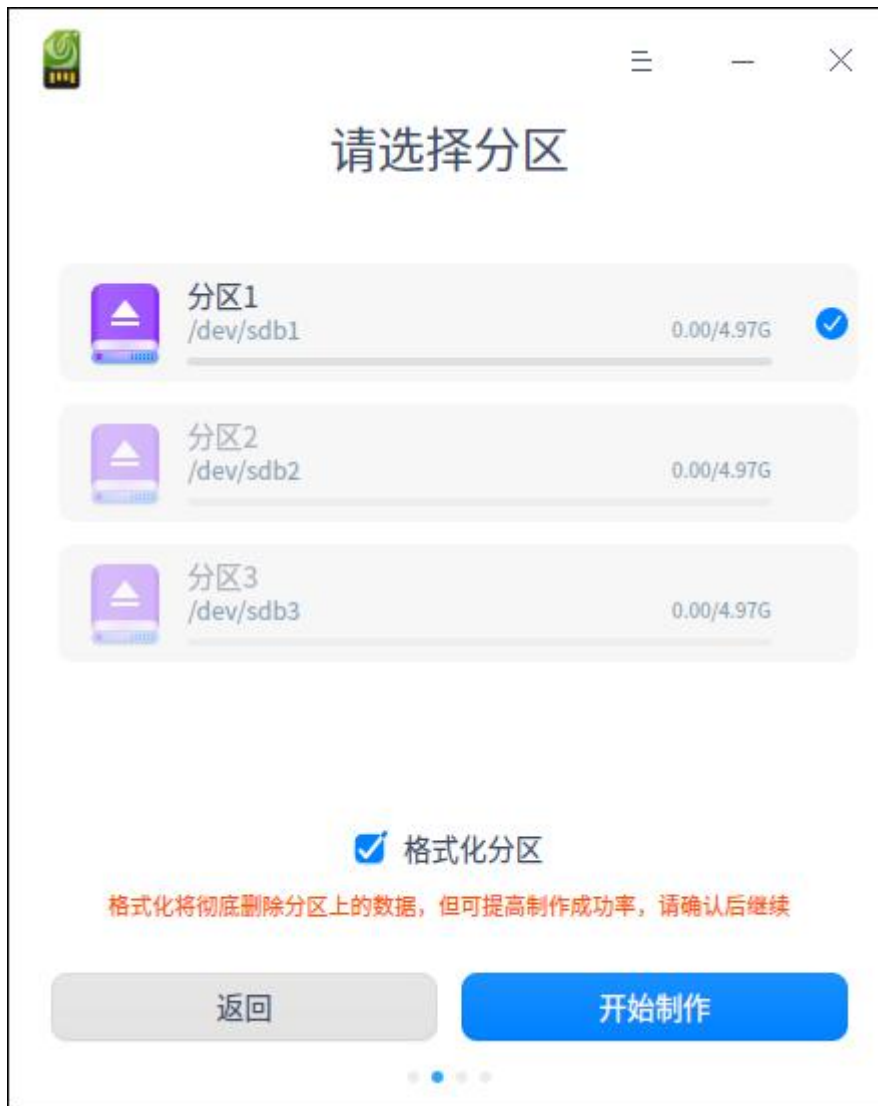 请选择分区
分区1
/dev/sdb1
0.00/4.97G
分区2
/dev/sdb2
0.00/4.97G
分区3
/dev/sdb3
0.00/4.97G
格式化分区
格式化将彻底删除分区上的数据，但可提高制作成功率，请确认后继续
返回
开始制作